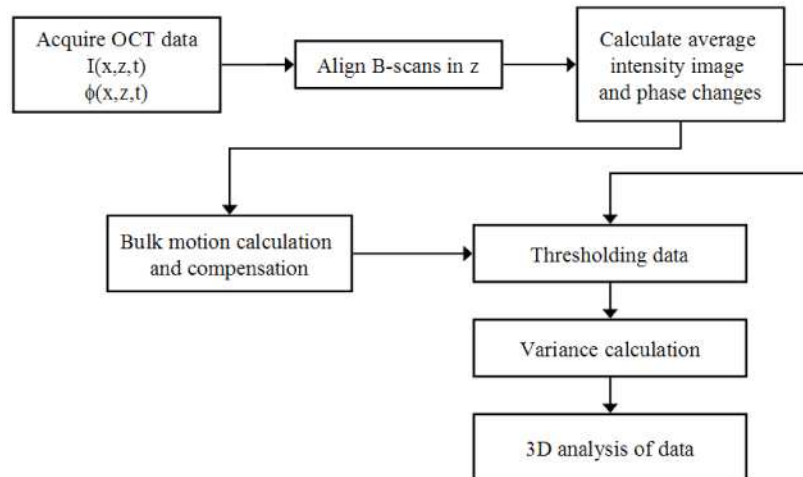 Acquire OCT data
I(x,z,t)
ϕ(x,z,t)
Align B-scans in z
Calculate average
intensity image
and phase changes
Bulk motion calculation
and compensation
Thresholding data
Variance calculation
3D analysis of data